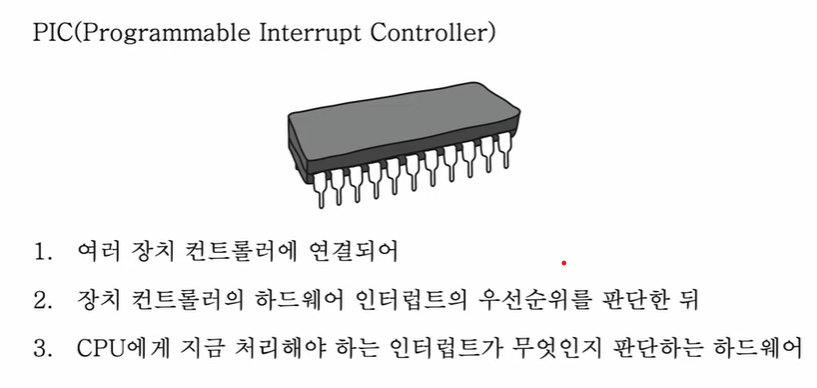 PIC(Programmable Interrupt Controller)
1. 여러 장치 컨트롤러에 연결되어
2. 장치 컨트롤러의 하드웨어 인터럽트의 우선순위를 판단한 뒤
3. CPU에게 지금 처리해야 하는 인터럽트가 무엇인지 판단하는 하드웨어